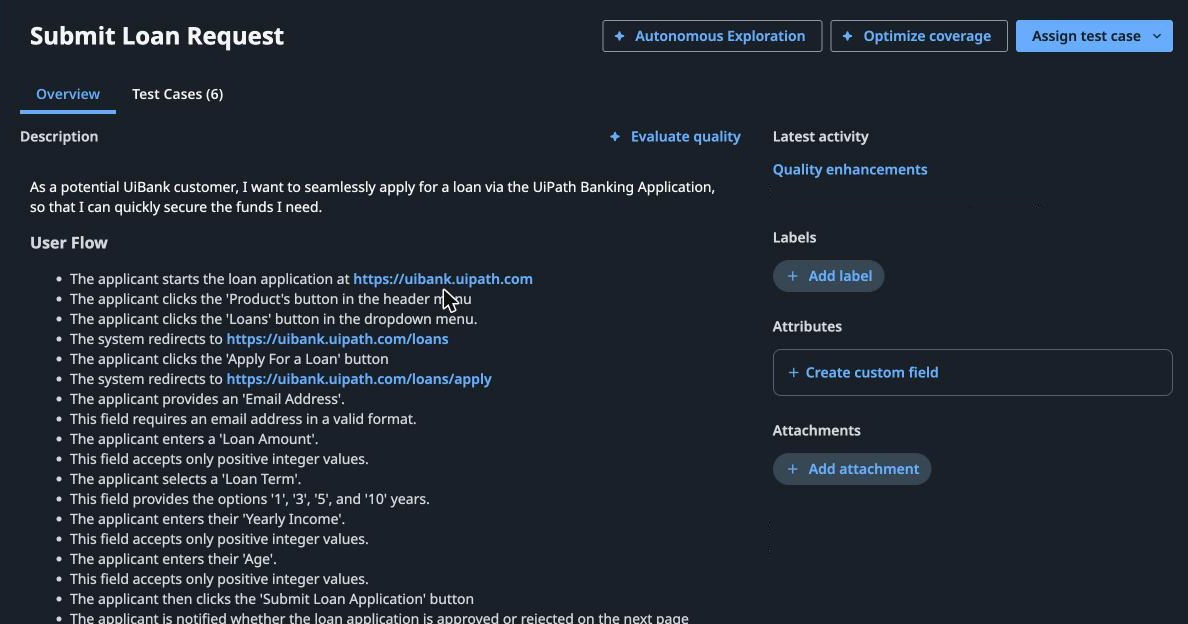 Submit Loan Request
Autonomous Exploration
Optimize coverage
Assign test case
Overview
Test Cases (6)
Description
Evaluate quality
As a potential UiBank customer, I want to seamlessly apply for a loan via the UiPath Banking Application,
so that I can quickly secure the funds I need.
User Flow
• The applicant starts the loan application at https://uibank.uipath.com
• The applicant clicks the 'Product's button in the header menu
• The applicant clicks the 'Loans' button in the dropdown menu.
• The system redirects to https://uibank.uipath.com/loans
• The applicant clicks the 'Apply For a Loan' button
• The system redirects to https://uibank.uipath.com/loans/apply
• The applicant provides an 'Email Address'.
• This field requires an email address in a valid format.
• The applicant enters a 'Loan Amount'.
• This field accepts only positive integer values.
• The applicant selects a 'Loan Term'.
• This field provides the options '1', '3', '5', and '10' years.
• The applicant enters their 'Yearly Income'.
• This field accepts only positive integer values.
• The applicant enters their 'Age'.
• This field accepts only positive integer values.
• The applicant then clicks the 'Submit Loan Application' button
• The applicant is notified whether the loan application is approved or rejected on the next page
Latest activity
Quality enhancements
Labels
+ Add label
Attributes
+ Create custom field
Attachments
+ Add attachment